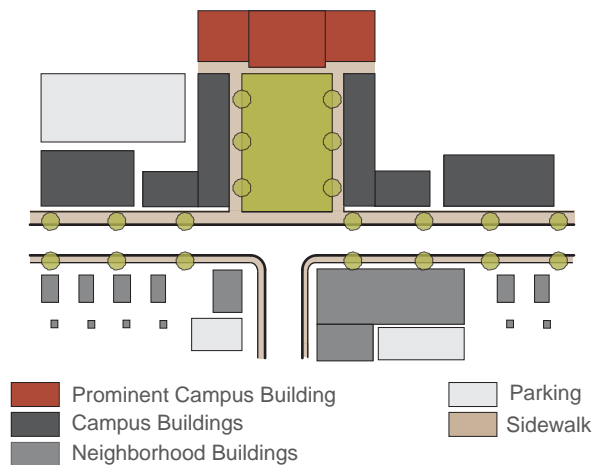 Prominent Campus Building
Campus Buildings
Neighborhood Buildings
Parking
Sidewalk